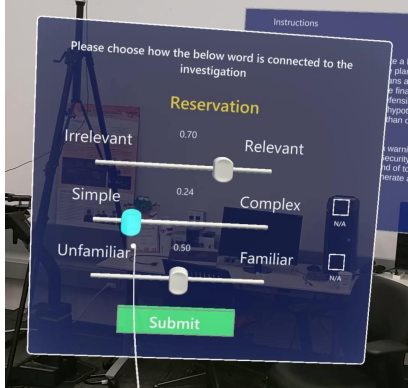 Instructions
Please choose how the below word is connected to the
investigation
Reservation
Irrelevant 0.70 Relevant
Simple 0.24 Complex
N/A
Unfamiliar 0.50 Familiar
N/A
Submit